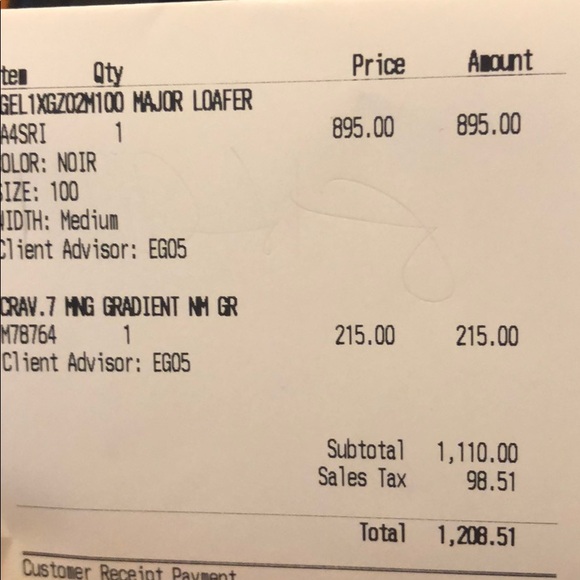 tem Qty Price Amount
GEL1XGZ02M100 MAJOR LOAFER
A4SRI 1 895.00 895.00
OLOR: NOIR
SIZE: 100
WIDTH: Medium
Client Advisor: EG05
CRAV.7 MNG GRADIENT NM GR
M78764 1 215.00 215.00
Client Advisor: EG05
Subtotal 1,110.00
Sales Tax 98.51
Total 1,208.51
Customer Receipt Payment